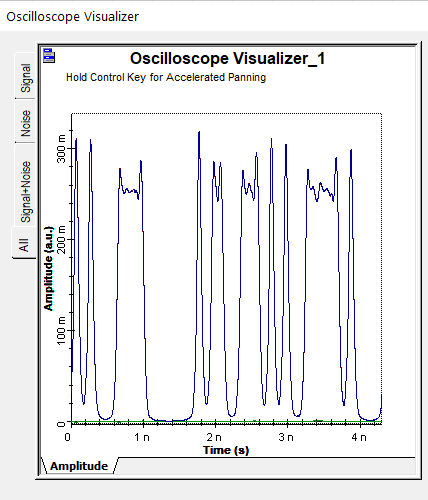 Oscilloscope Visualizer
Oscilloscope Visualizer_1
Hold Control Key for Accelerated Panning
Signal
Noise
Signal+Noise
All
Amplitude (a.u.)
300 m
200 m
100 m
0
0 1 n 2 n 3 n 4 n
Time (s)
Amplitude